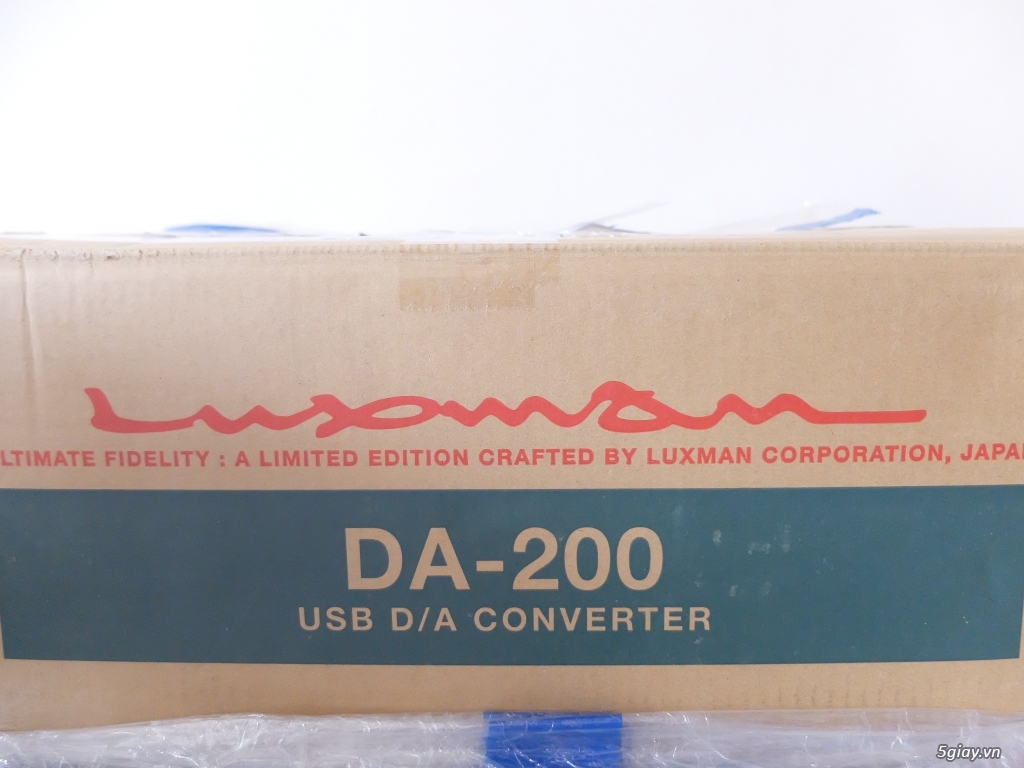 Luxman
LTIMATE FIDELITY : A LIMITED EDITION CRAFTED BY LUXMAN CORPORATION, JAPA
DA-200
USB D/A CONVERTER
5giay.vn